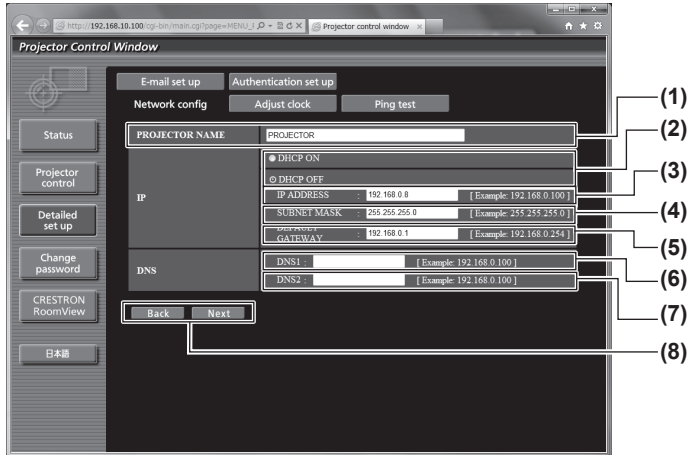 http://192.168.10.100/cgi-bin/main.cgi?page=MENU_I
Projector control window
Projector Control Window
E-mail set up Authentication set up
Network config Adjust clock Ping test
(1)
Status PROJECTOR NAME PROJECTOR
(2)
DHCP ON
Projector control
DHCP OFF
(3)
IP IP ADDRESS : 192.168.0.8 [ Example: 192.168.0.100 ]
Detailed set up
SUBNET MASK : 255.255.255.0 [ Example: 255.255.255.0 ]
(4)
DEFAULT GATEWAY : 192.168.0.1 [ Example: 192.168.0.254 ]
(5)
Change password
DNS DNS1 : [ Example: 192.168.0.100 ]
(6)
DNS2 : [ Example: 192.168.0.100 ]
(7)
CRESTRON RoomView
Back Next
(8)
日本語